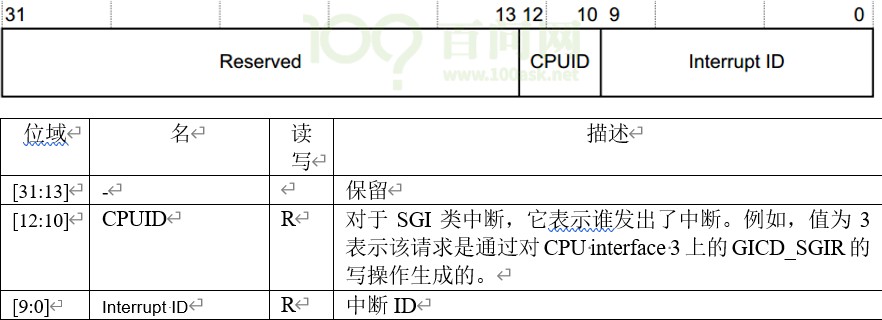 31 13 12 10 9 0
Reserved CPUID Interrupt ID
百问网
www.100ask.net
位域 名 读写 描述
[31:13] - 保留
[12:10] CPUID R 对于 SGI 类中断，它表示谁发出了中断。例如，值为 3
表示该请求是通过对 CPU interface 3 上的 GICD_SGIR 的
写操作生成的。
[9:0] Interrupt ID R 中断 ID